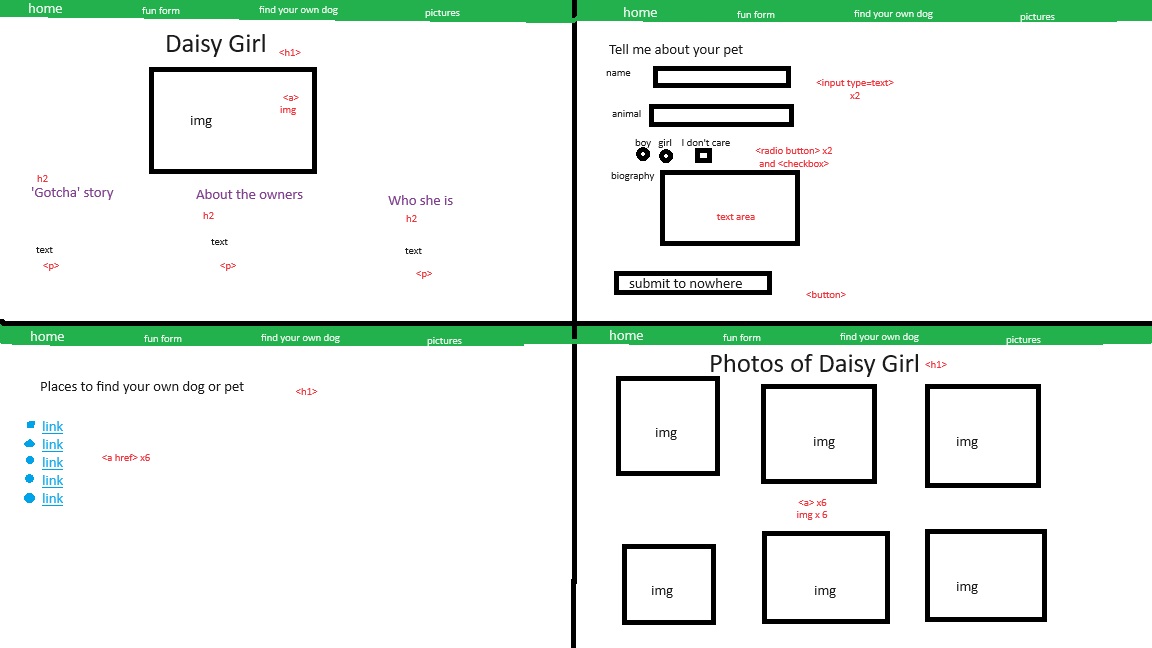 home
fun form
find your own dog
pictures
Daisy Girl
<h1>
<a>
img
img
h2
'Gotcha' story
About the owners
h2
Who she is
h2
text
<p>
text
<p>
text
<p>
home
fun form
find your own dog
pictures
Tell me about your pet
name
<input type=text>
x2
animal
boy girl I don't care
<radio button> x2
and <checkbox>
biography
text area
submit to nowhere
<button>
home
fun form
find your own dog
pictures
Places to find your own dog or pet
<h1>
link
link
link
link
link
<a href> x6
home
fun form
find your own dog
pictures
Photos of Daisy Girl
<h1>
img
img
img
<a> x6
img x 6
img
img
img